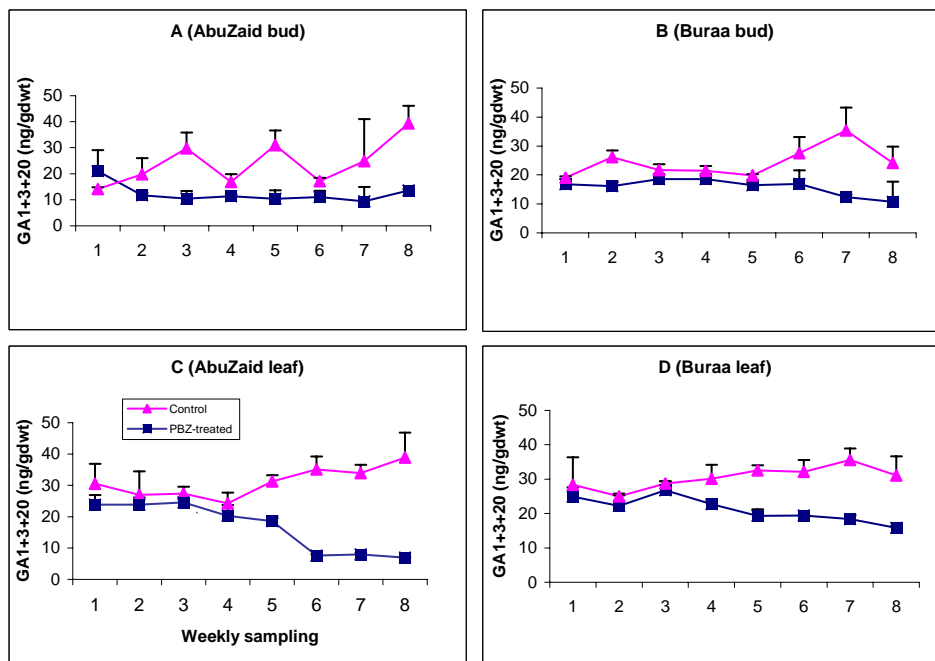 A (AbuZaid bud)
GA1+3+20 (ng/gdwt)
50
40
30
20
10
0
1 2 3 4 5 6 7 8
B (Buraa bud)
GA1+3+20 (ng/gdwt)
50
40
30
20
10
0
1 2 3 4 5 6 7 8
C (AbuZaid leaf)
Control
PBZ-treated
GA1+3+20 (ng/gdwt)
50
40
30
20
10
0
1 2 3 4 5 6 7 8
Weekly sampling
D (Buraa leaf)
GA1+3+20 (ng/gdwt)
50
40
30
20
10
0
1 2 3 4 5 6 7 8